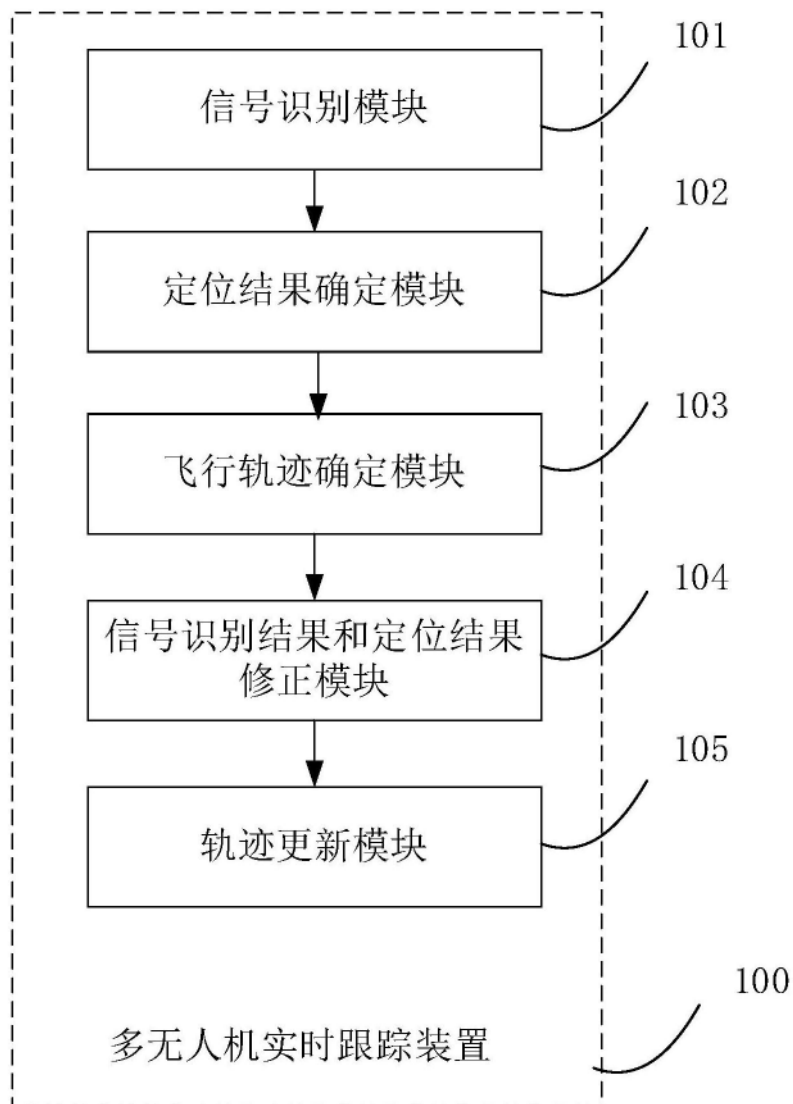 101
信号识别模块
102
定位结果确定模块
103
飞行轨迹确定模块
104
信号识别结果和定位结果
修正模块
105
轨迹更新模块
100
多无人机实时跟踪装置